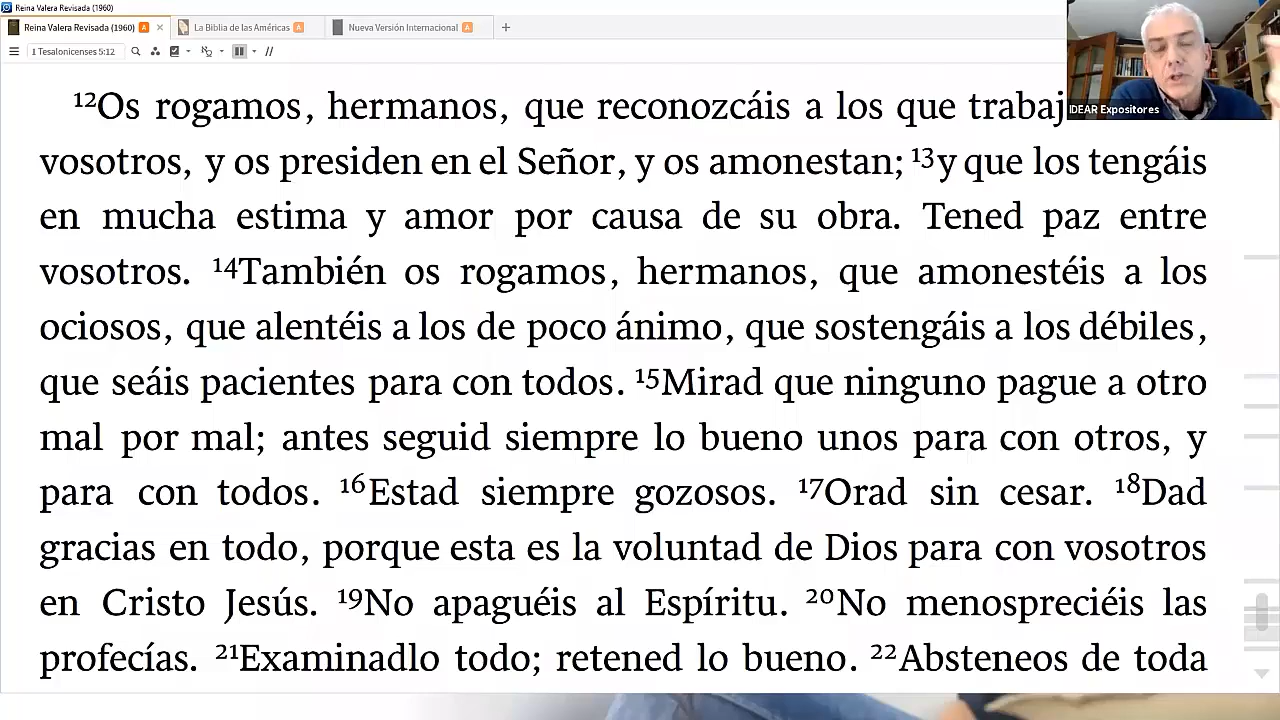 Reina Valera Revisada (1960)
Reina Valera Revisada (1960) A × La Biblia de las Américas A Nueva Versión Internacional A +
1 Tesalonicenses 5:12
IDEAR Expositores
¹²Os rogamos, hermanos, que reconozcáis a los que trabaj
vosotros, y os presiden en el Señor, y os amonestan; ¹³y que los tengáis
en mucha estima y amor por causa de su obra. Tened paz entre
vosotros. ¹⁴También os rogamos, hermanos, que amonestéis a los
ociosos, que alentéis a los de poco ánimo, que sostengáis a los débiles,
que seáis pacientes para con todos. ¹⁵Mirad que ninguno pague a otro
mal por mal; antes seguid siempre lo bueno unos para con otros, y
para con todos. ¹⁶Estad siempre gozosos. ¹⁷Orad sin cesar. ¹⁸Dad
gracias en todo, porque esta es la voluntad de Dios para con vosotros
en Cristo Jesús. ¹⁹No apaguéis al Espíritu. ²⁰No menospreciéis las
profecías. ²¹Examinadlo todo; retened lo bueno. ²²Absteneos de toda